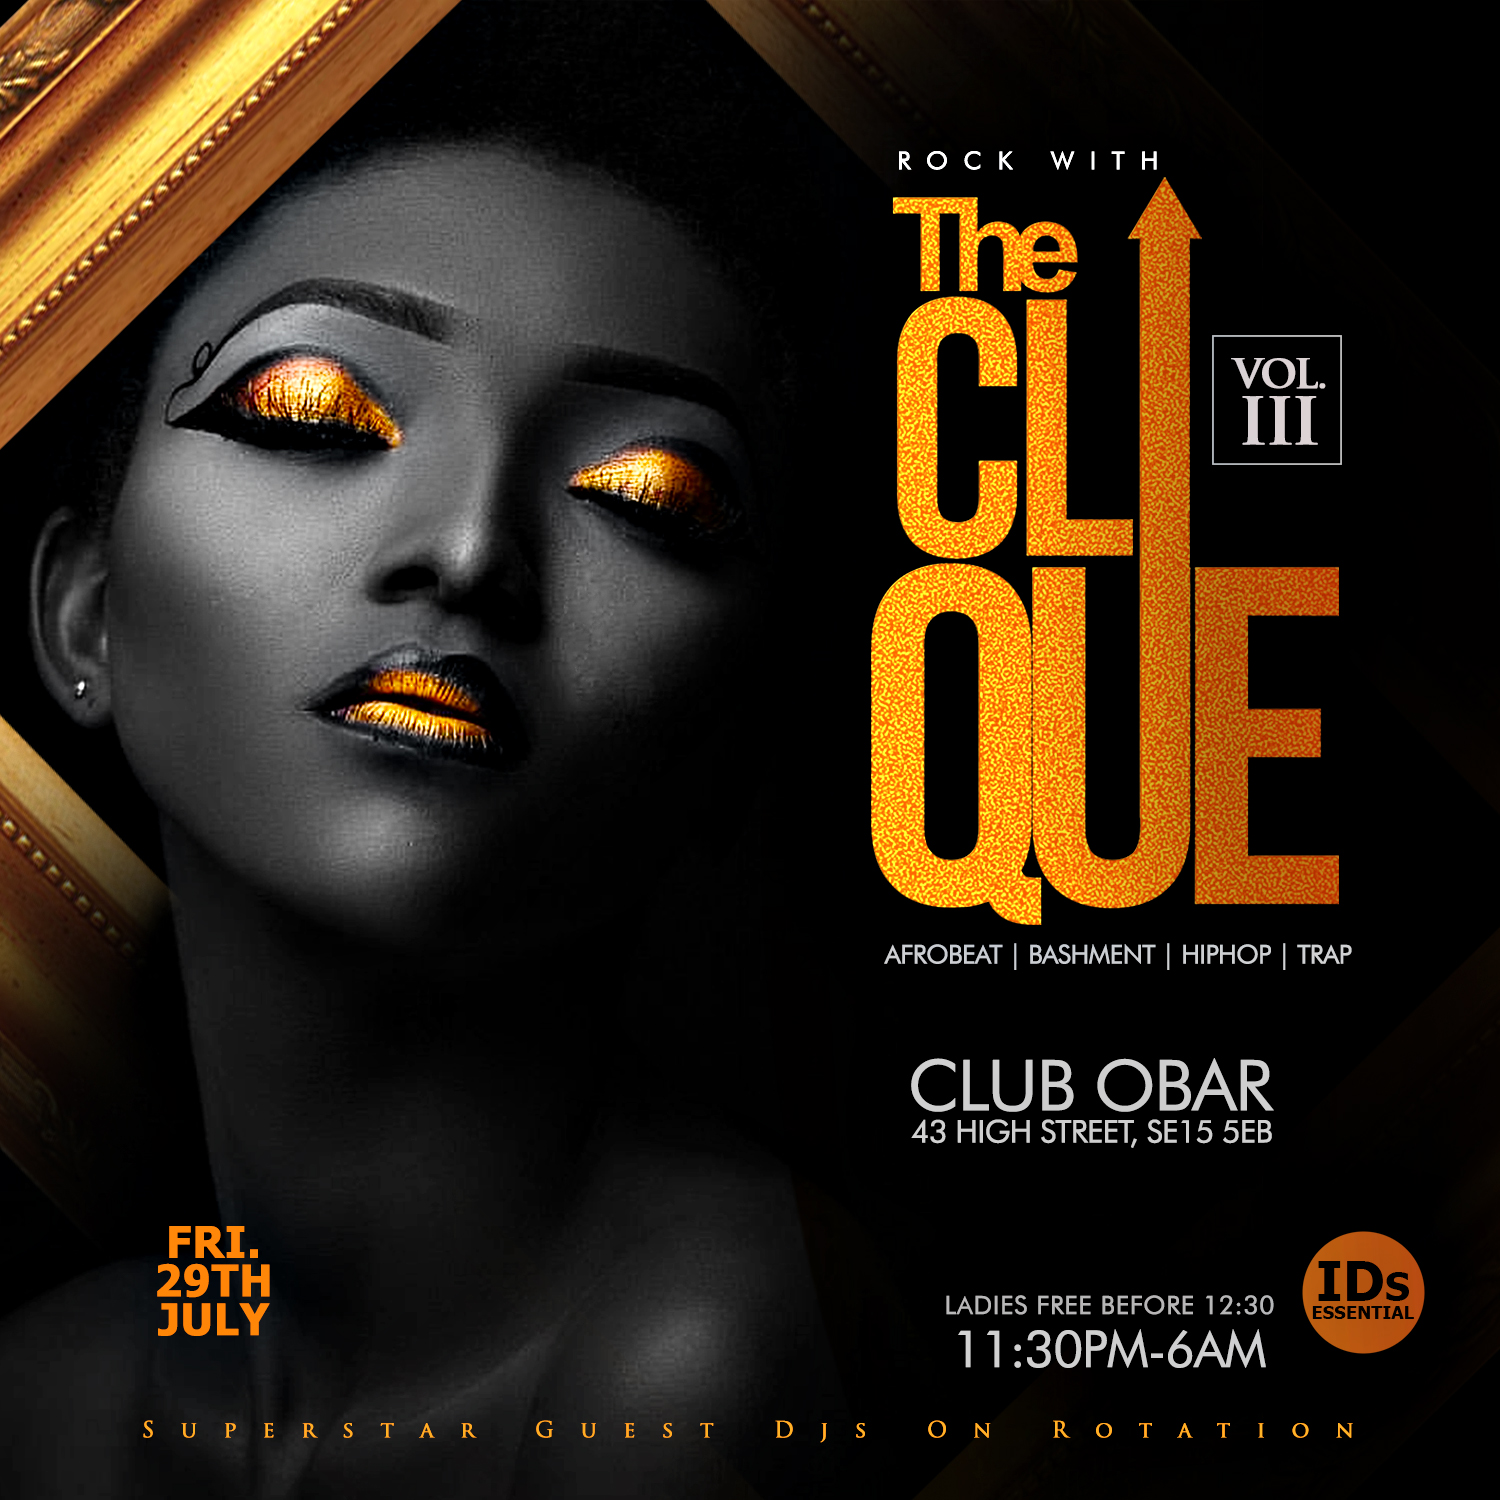 ROCK WITH
The
CLI
QUE
VOL.
III
AFROBEAT | BASHMENT | HIPHOP | TRAP
CLUB OBAR
43 HIGH STREET, SE15 5EB
FRI.
29TH
JULY
LADIES FREE BEFORE 12:30
11:30PM-6AM
IDs
ESSENTIAL
Superstar Guest Djs On Rotation